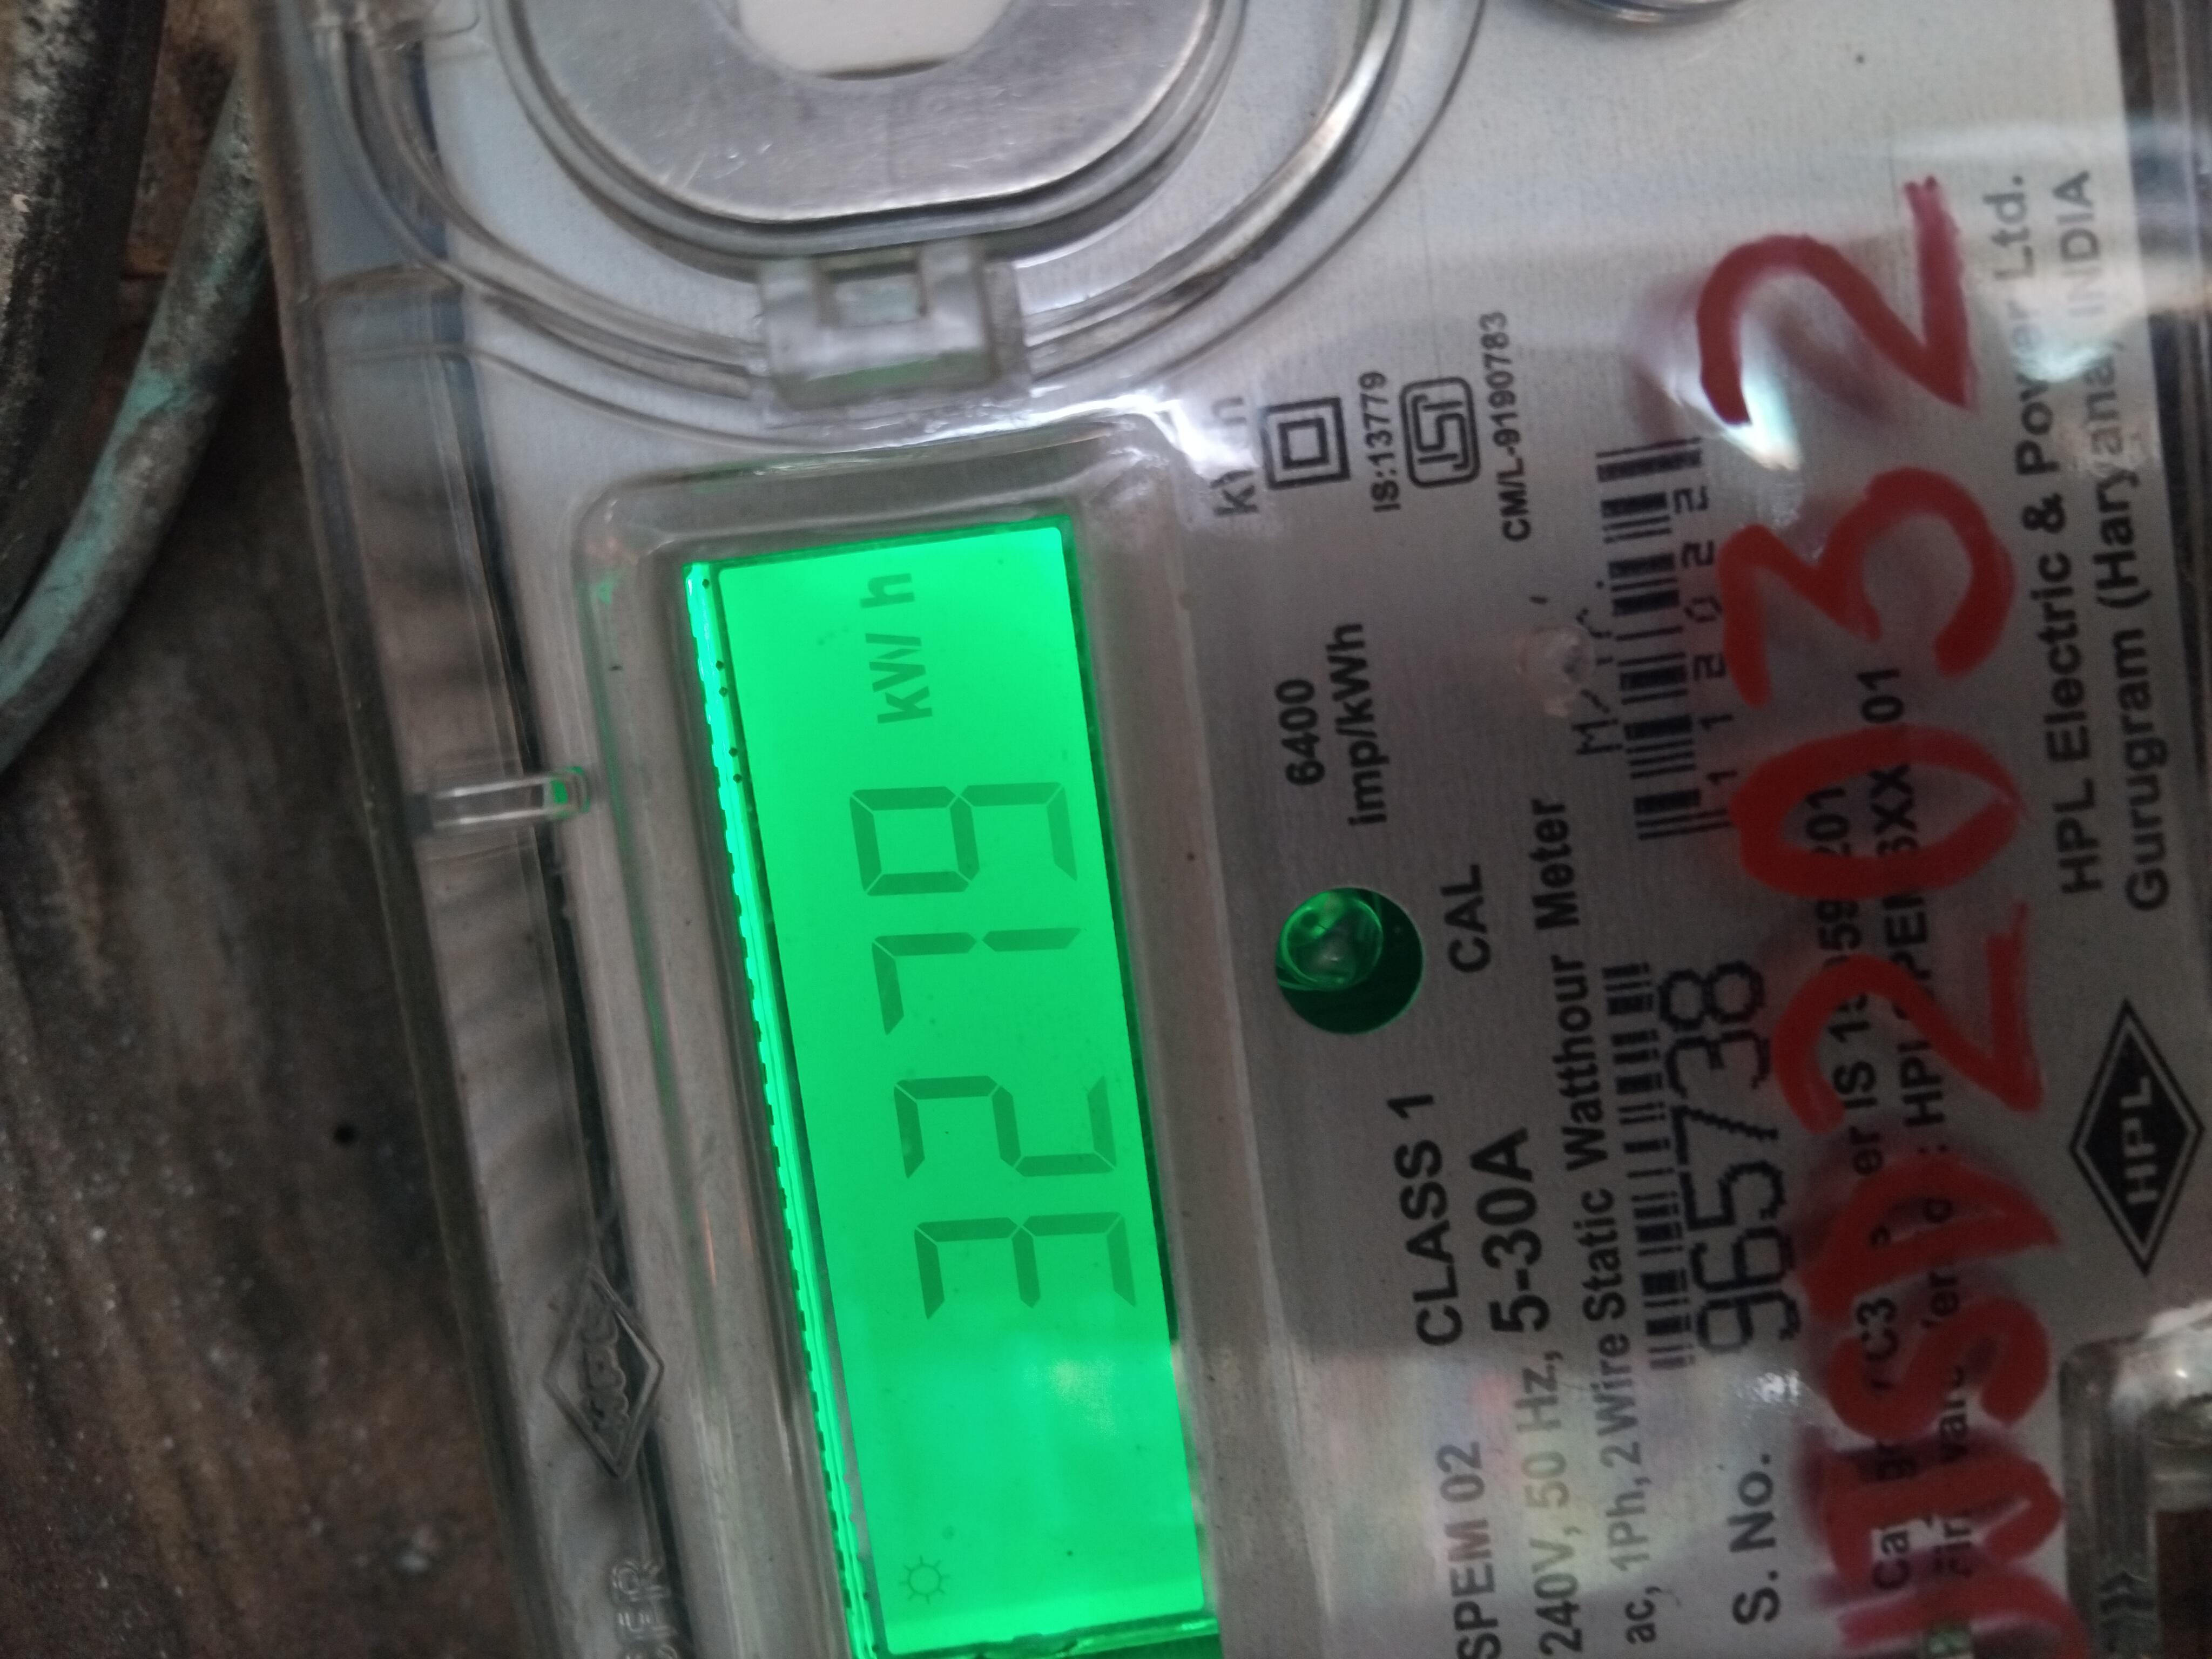 3279 kWh
6400
imp/kWh
CAL
IS:13779
CM/L-9190783
CLASS 1
SPEM 02
240V, 50 Hz, 5-30A
ac, 1Ph, 2 Wire Static Watthour Meter
112022
S. No. 965738
2032
HPL
HPL Electric & Power Ltd.
Gurugram (Haryana) INDIA